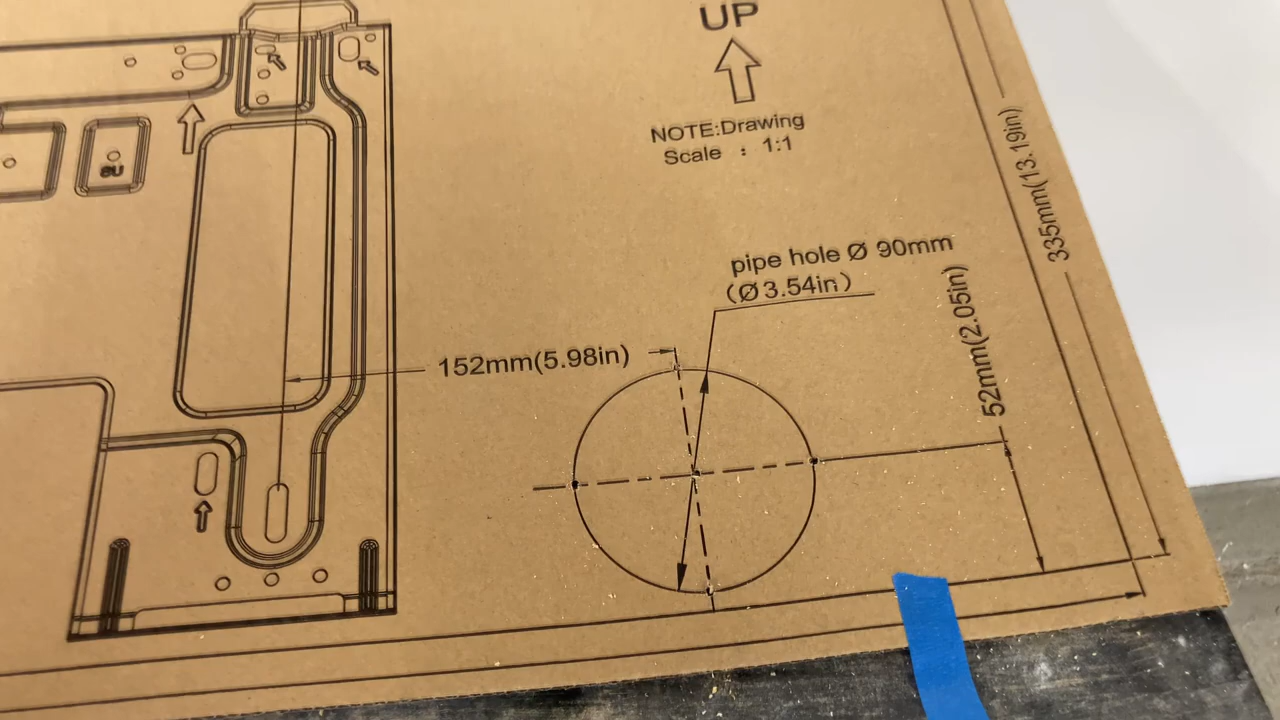 UP
NOTE:Drawing
Scale : 1:1
335mm(13.19in)
pipe hole Ø 90mm
(Ø3.54in)
152mm(5.98in)
52mm(2.05in)